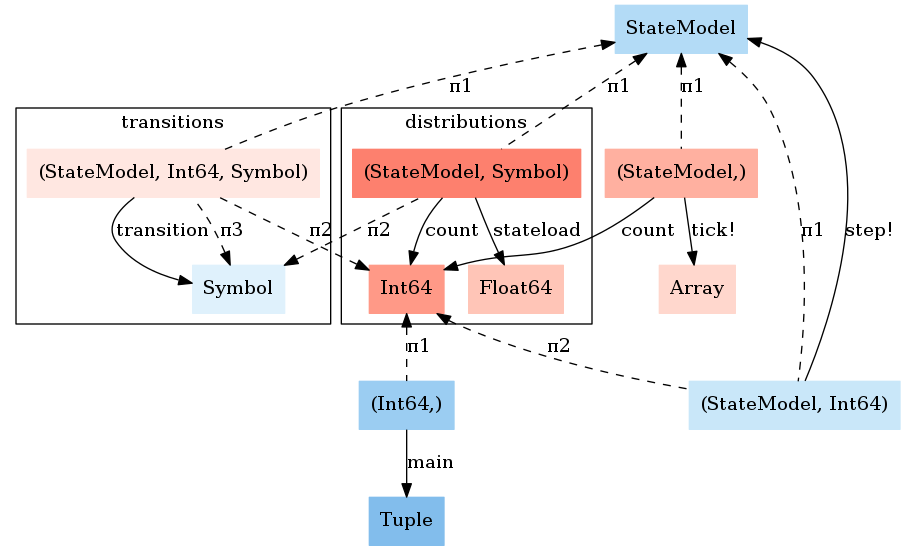 StateModel
π1
π1
π1
transitions
distributions
(StateModel, Int64, Symbol)
(StateModel, Symbol)
(StateModel,)
transition
π3
π2
π2
count
stateload
count
tick!
π1
step!
Symbol
Int64
Float64
Array
π1
π2
(Int64,)
(StateModel, Int64)
main
Tuple